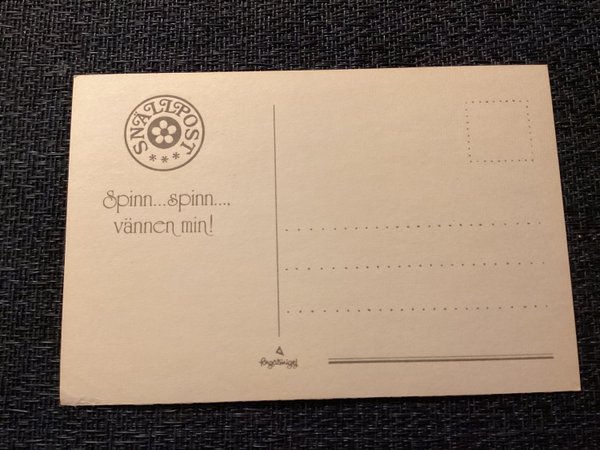 SNÄLLPOST
***
Spinn...spinn...,
vännen min!